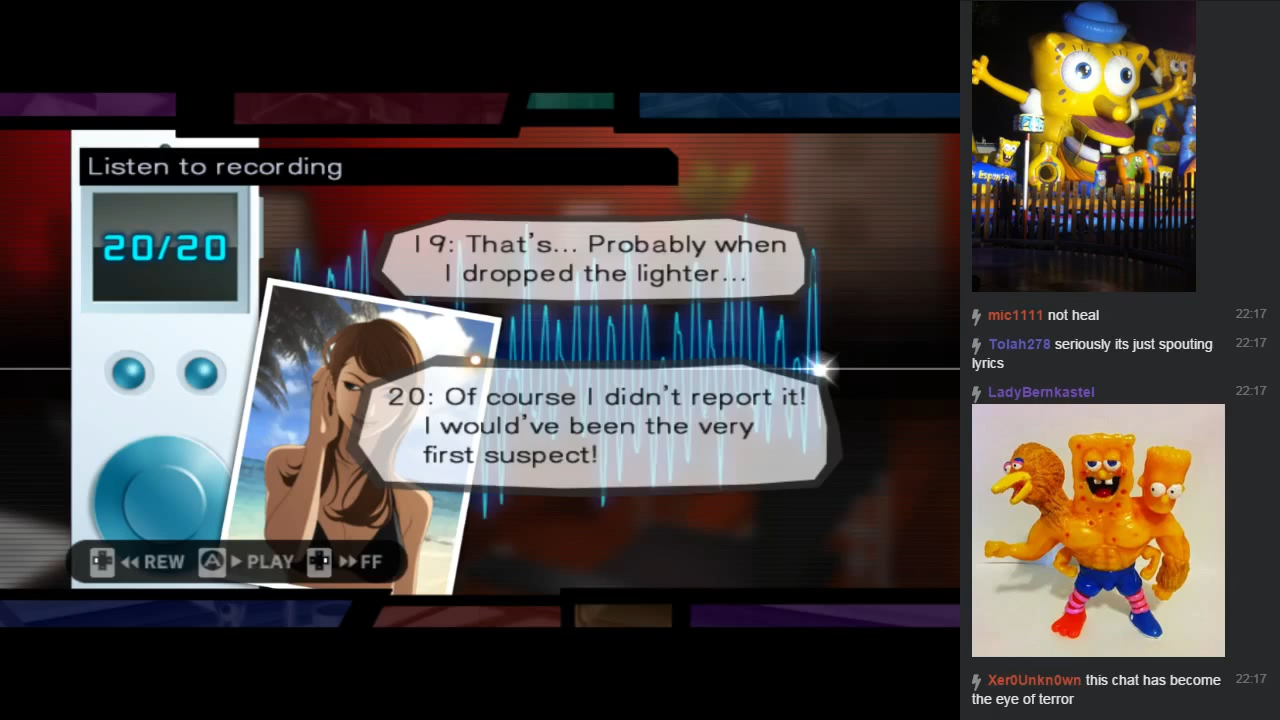 Listen to recording
20/20
19: That's... Probably when
I dropped the lighter...
20: Of course I didn't report it!
I would've been the very
first suspect!
REW
A
PLAY
FF
mic1111 not heal 22:17
Tolah278 seriously its just spouting 22:17
lyrics
LadyBernkastel 22:17
Xer0Unkn0wn this chat has become 22:17
the eye of terror